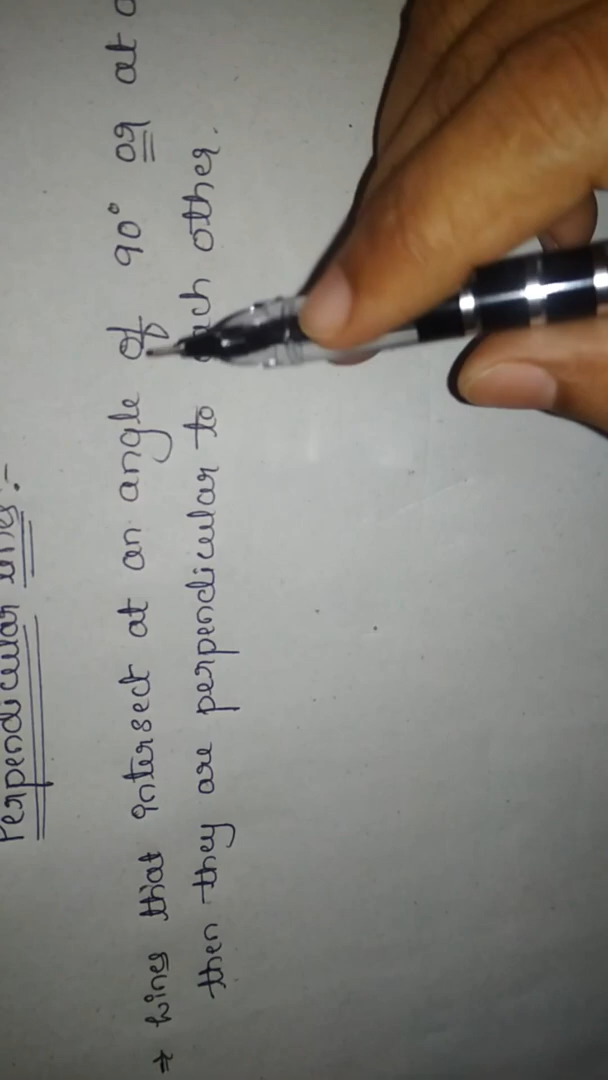 Perpendicular lines :-
⇒ Lines that intersect at an angle of 90° or at
then they are perpendicular to each other.